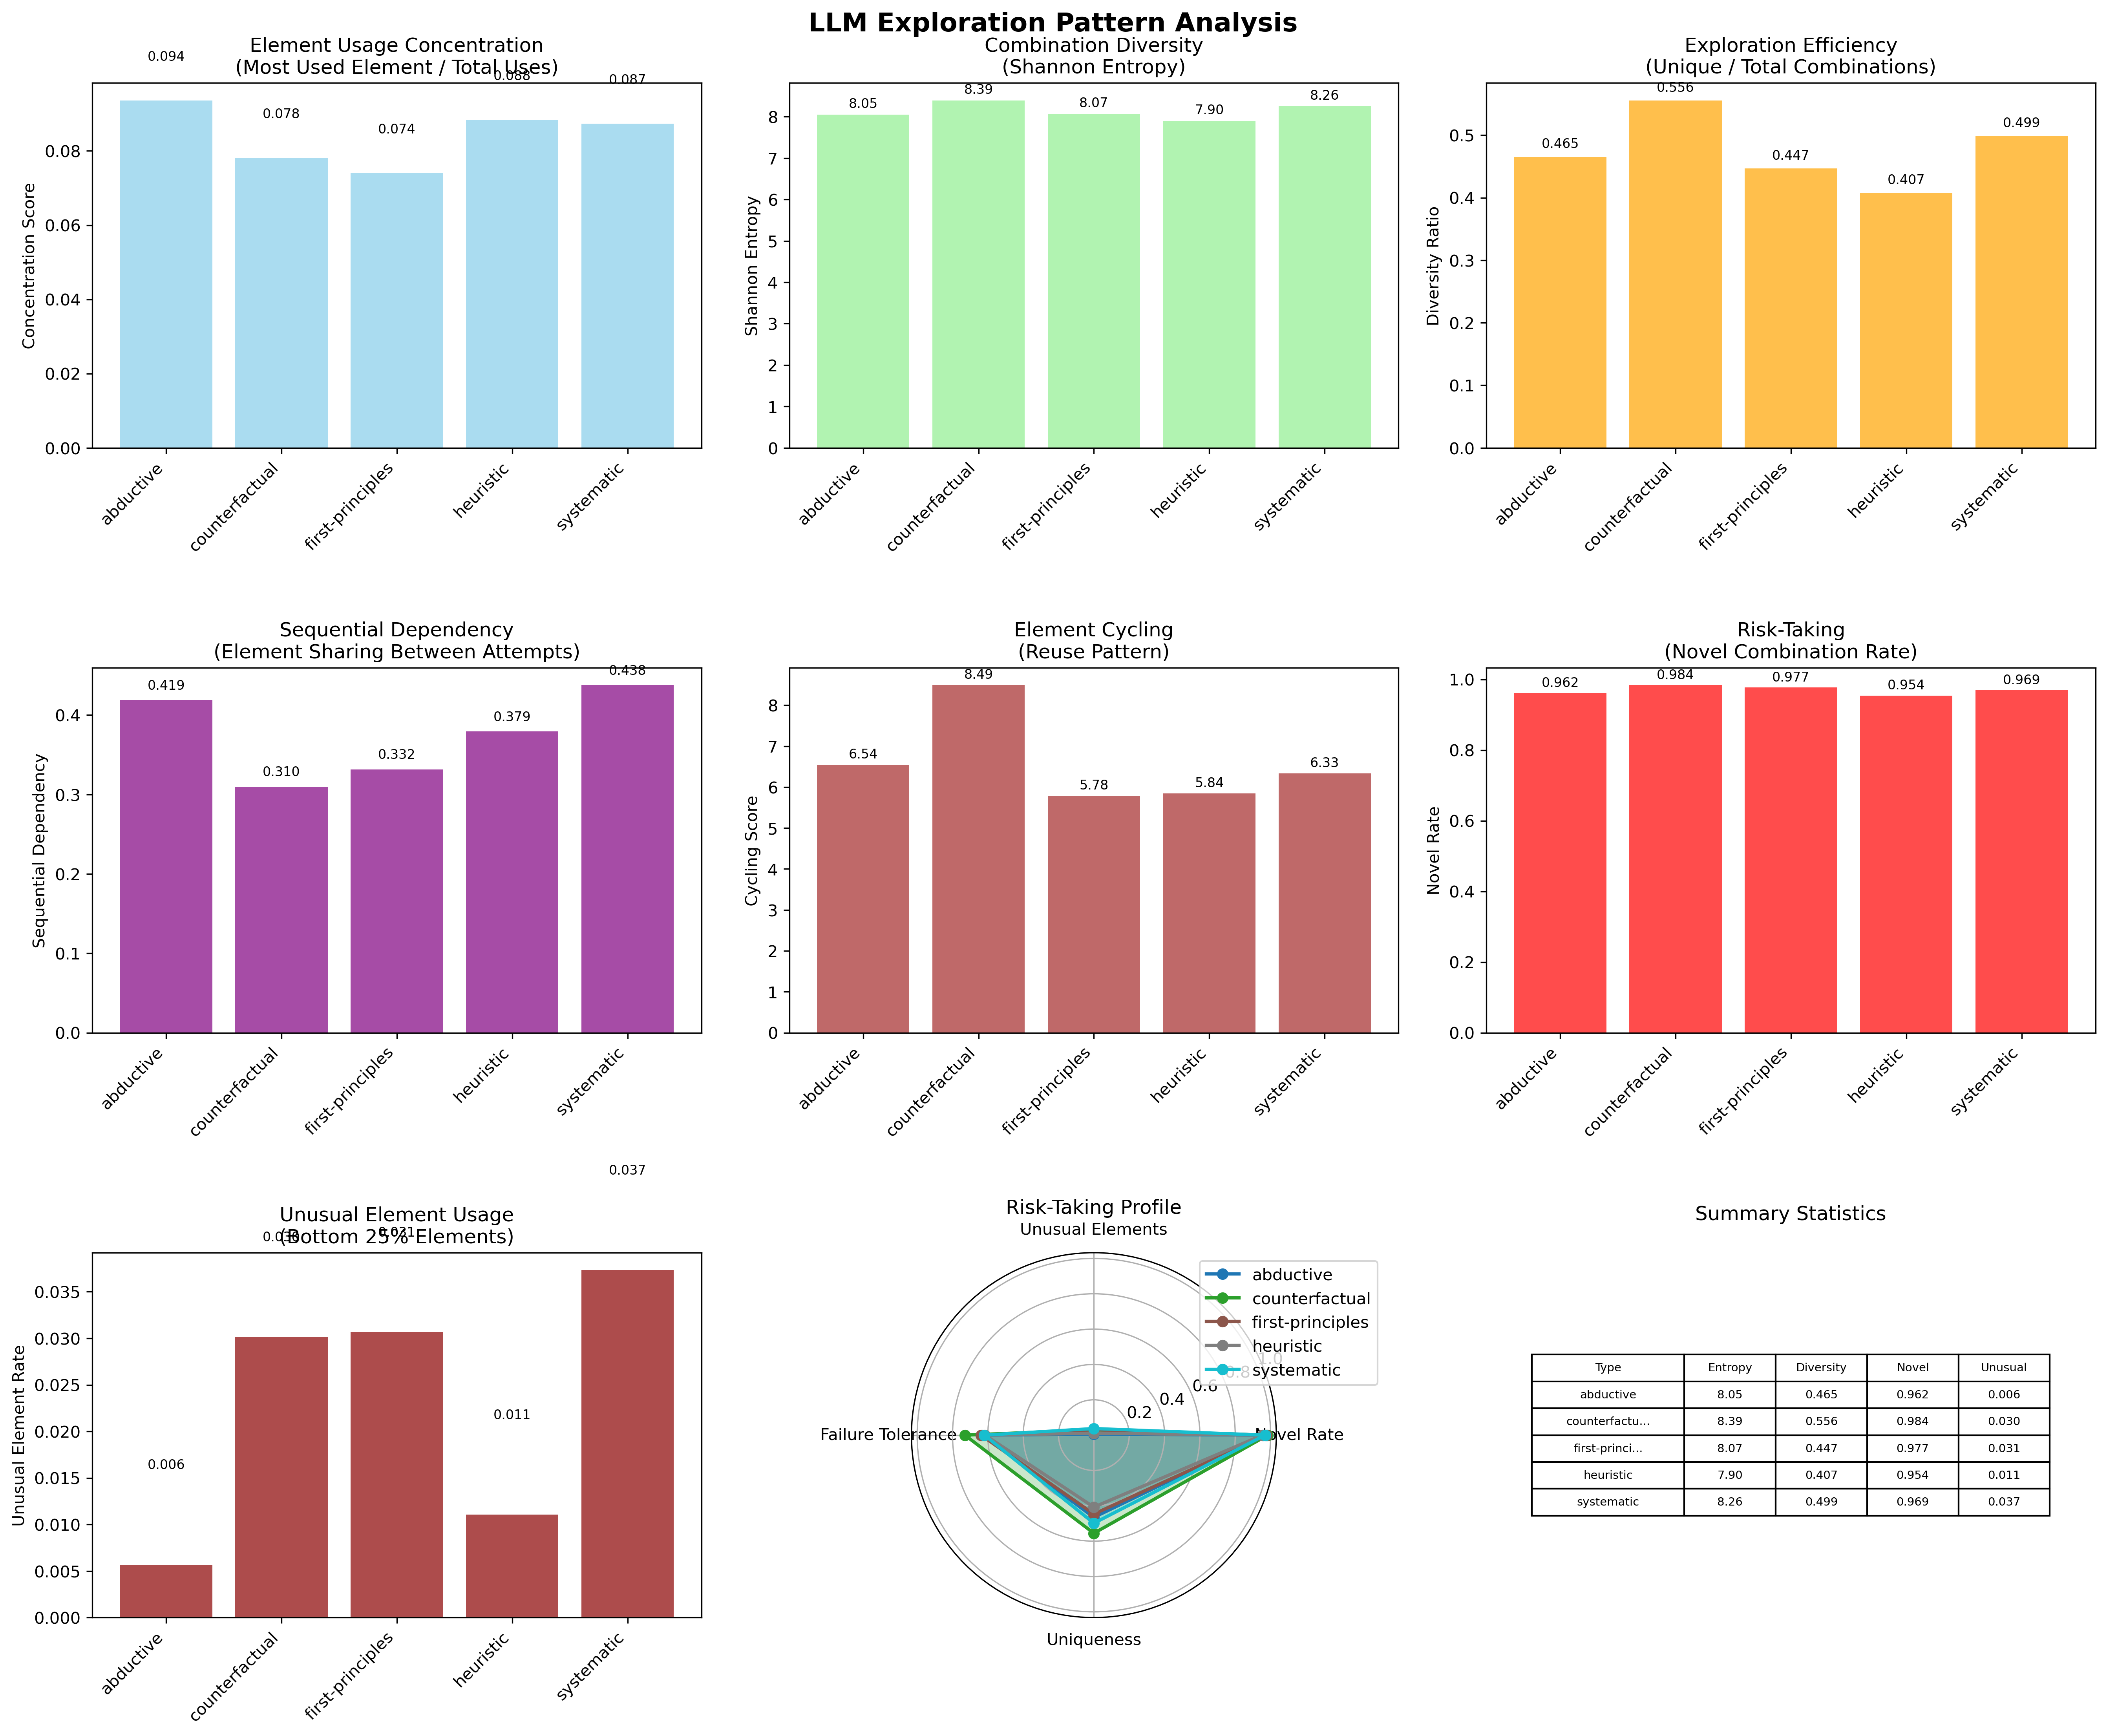 LLM Exploration Pattern Analysis
Element Usage Concentration
(Most Used Element / Total Uses)
Concentration Score
0.00
0.02
0.04
0.06
0.08
0.094
0.078
0.074
0.088
0.087
abductive
counterfactual
first-principles
heuristic
systematic
Combination Diversity
(Shannon Entropy)
Shannon Entropy
0
1
2
3
4
5
6
7
8
8.05
8.39
8.07
7.90
8.26
abductive
counterfactual
first-principles
heuristic
systematic
Exploration Efficiency
(Unique / Total Combinations)
Diversity Ratio
0.0
0.1
0.2
0.3
0.4
0.5
0.465
0.556
0.447
0.407
0.499
abductive
counterfactual
first-principles
heuristic
systematic
Sequential Dependency
(Element Sharing Between Attempts)
Sequential Dependency
0.0
0.1
0.2
0.3
0.4
0.419
0.310
0.332
0.379
0.438
abductive
counterfactual
first-principles
heuristic
systematic
Element Cycling
(Reuse Pattern)
Cycling Score
0
1
2
3
4
5
6
7
8
6.54
8.49
5.78
5.84
6.33
abductive
counterfactual
first-principles
heuristic
systematic
Risk-Taking
(Novel Combination Rate)
Novel Rate
0.0
0.2
0.4
0.6
0.8
1.0
0.962
0.984
0.977
0.954
0.969
abductive
counterfactual
first-principles
heuristic
systematic
Unusual Element Usage
(Bottom 25% Elements)
Unusual Element Rate
0.000
0.005
0.010
0.015
0.020
0.025
0.030
0.035
0.006
0.030
0.031
0.011
0.037
abductive
counterfactual
first-principles
heuristic
systematic
Risk-Taking Profile
Unusual Elements
Failure Tolerance
Novel Rate
Uniqueness
0.2
0.4
0.6
0.8
1.0
abductive
counterfactual
first-principles
heuristic
systematic
Summary Statistics
Type Entropy Diversity Novel Unusual
abductive 8.05 0.465 0.962 0.006
counterfactu... 8.39 0.556 0.984 0.030
first-princi... 8.07 0.447 0.977 0.031
heuristic 7.90 0.407 0.954 0.011
systematic 8.26 0.499 0.969 0.037